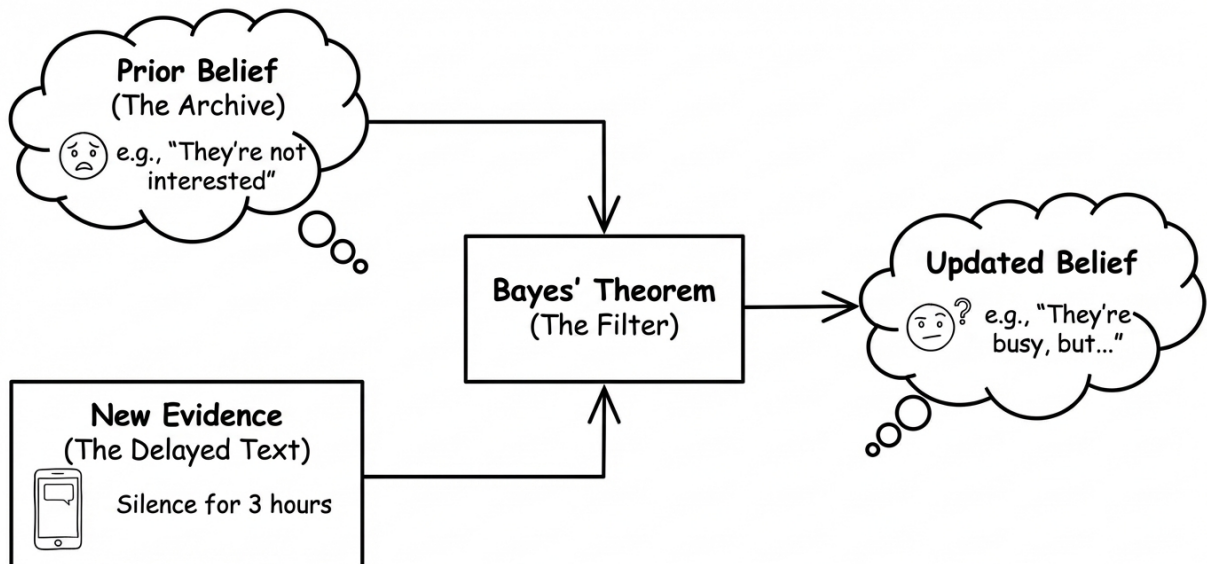 Prior Belief
(The Archive)
e.g., “They’re not
interested”
New Evidence
(The Delayed Text)
Silence for 3 hours
Bayes’ Theorem
(The Filter)
Updated Belief
?
e.g., “They’re
busy, but...”